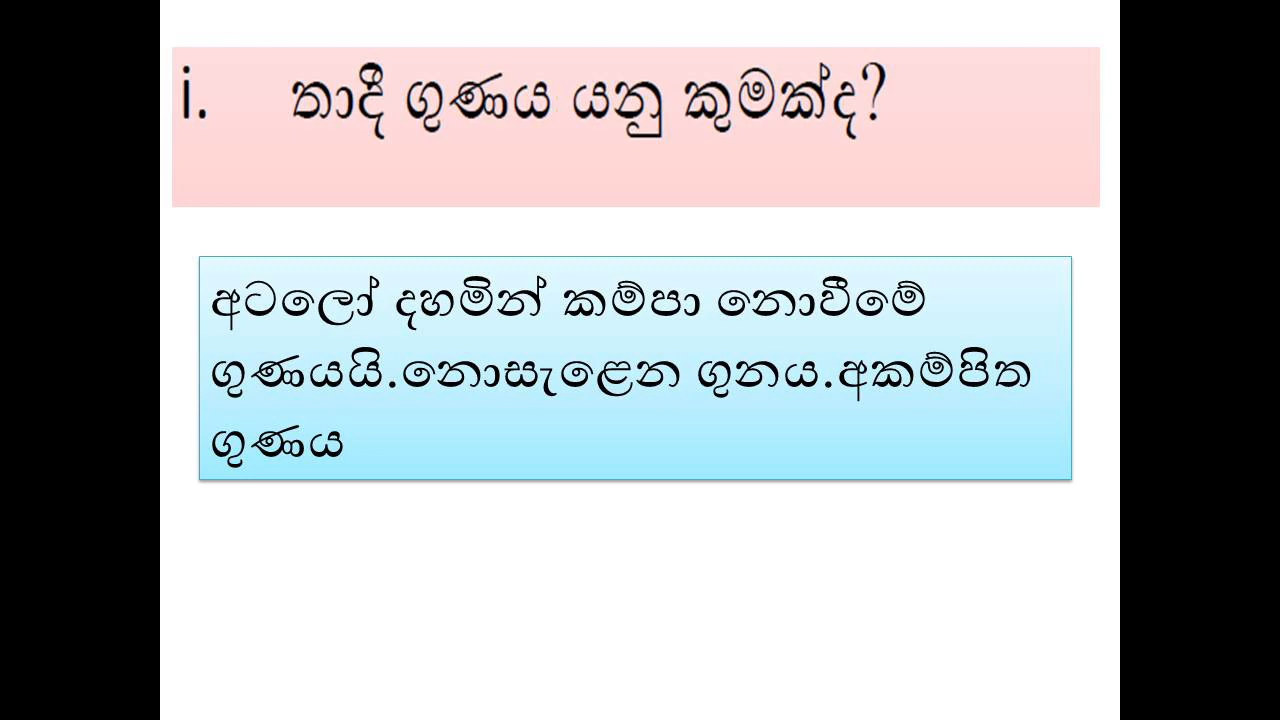 i. තාදී ගුණය යනු කුමක්ද?
අටලෝ දහමින් කම්පා නොවීමේ
ගුණයයි.නොසැළෙන ගුනය.අකම්පිත
ගුණය